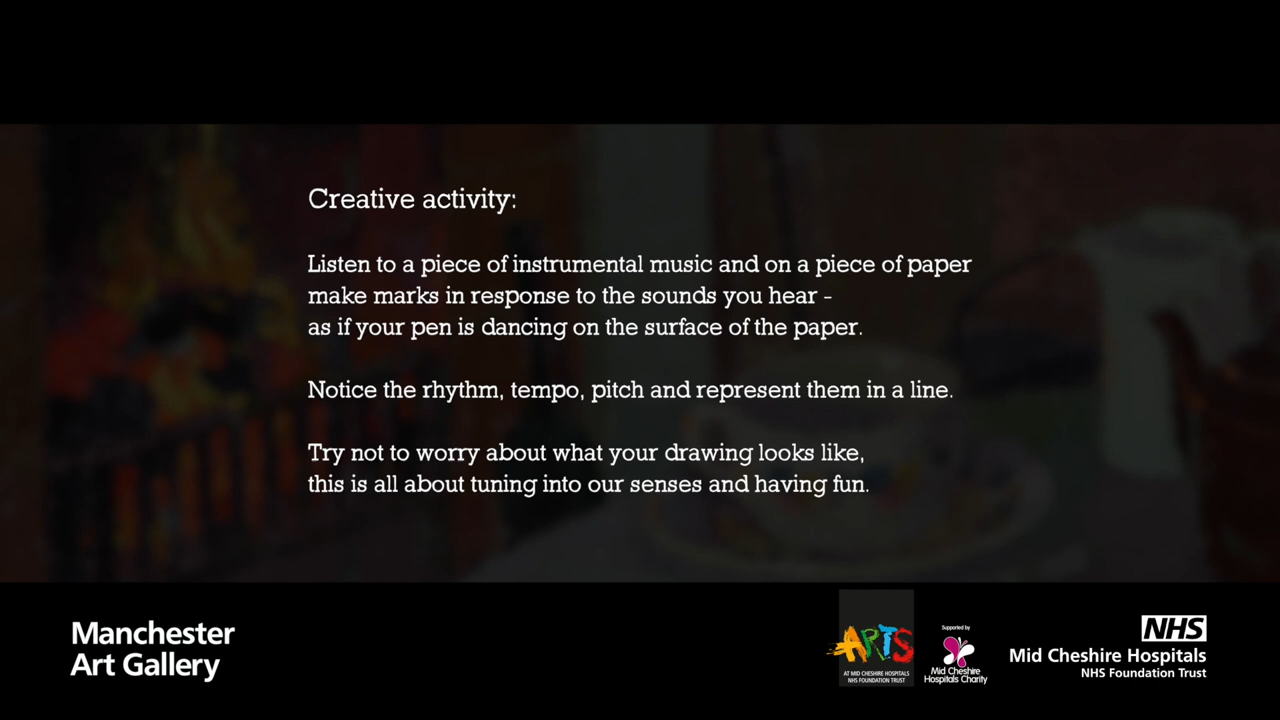 Creative activity:
Listen to a piece of instrumental music and on a piece of paper
make marks in response to the sounds you hear -
as if your pen is dancing on the surface of the paper.
Notice the rhythm, tempo, pitch and represent them in a line.
Try not to worry about what your drawing looks like,
this is all about tuning into our senses and having fun.
Manchester
Art Gallery
ARTS
AT MID CHESHIRE HOSPITALS
NHS FOUNDATION TRUST
Supported by
Mid Cheshire
Hospitals Charity
NHS
Mid Cheshire Hospitals
NHS Foundation Trust